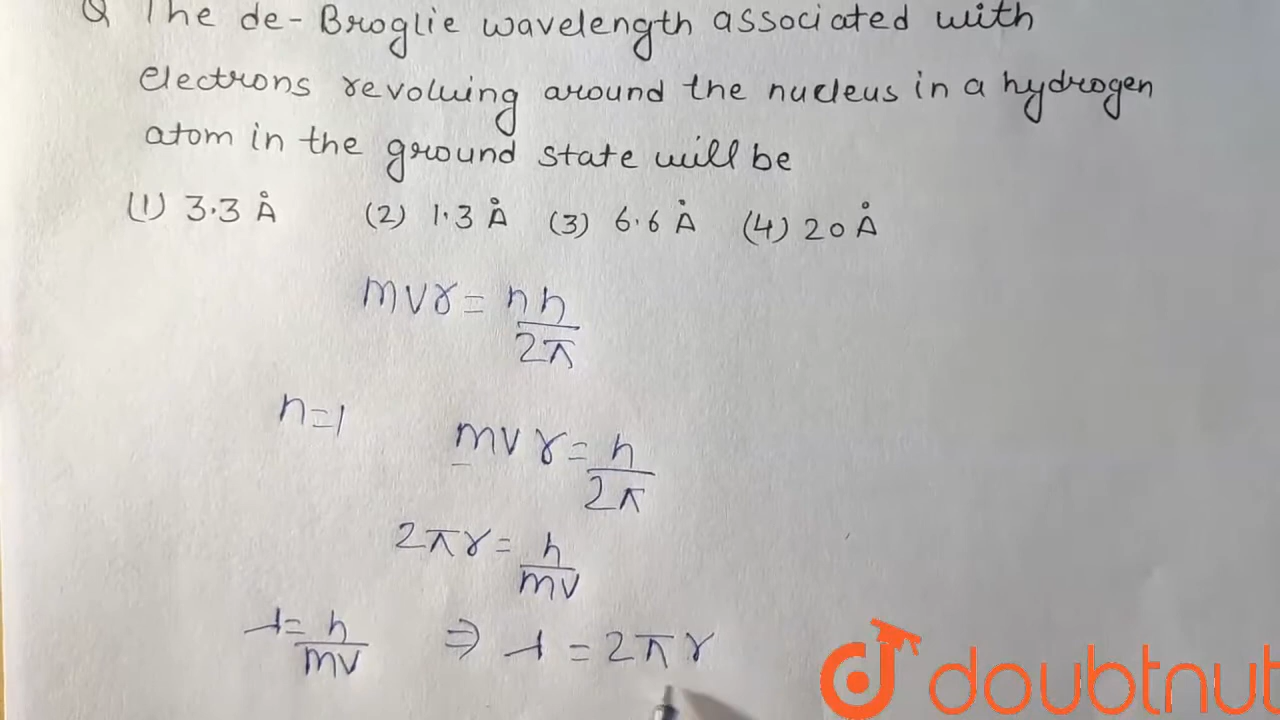 Q The de-Broglie wavelength associated with
electrons revolving around the nucleus in a hydrogen
atom in the ground state will be
(1) 3.3 Å (2) 1.3 Å (3) 6.6 Å (4) 20 Å
mvr = nh/2π
n=1 mvr = h/2π
2πr = h/mv
λ = h/mv ⇒ λ = 2πr
doubtnut